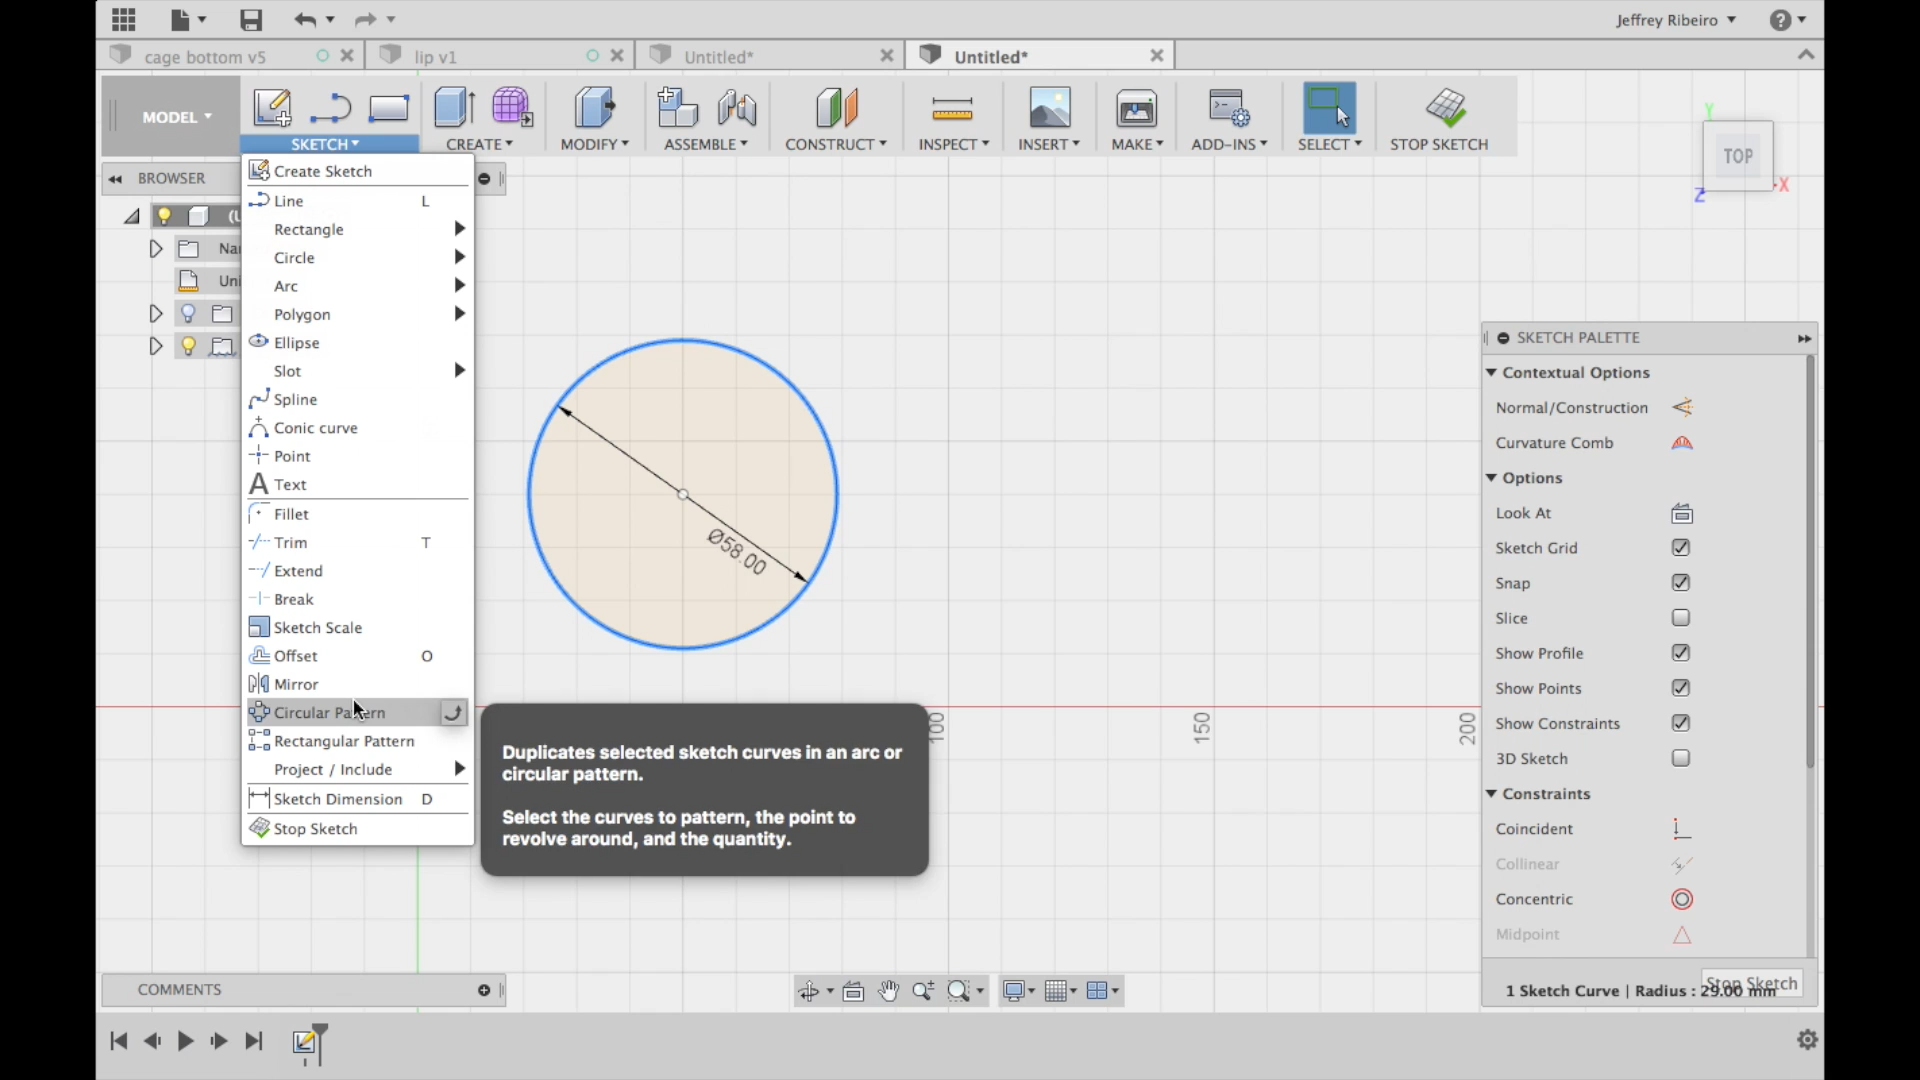 Jeffrey Ribeiro
cage bottom v5
lip v1
Untitled*
Untitled*
MODEL
SKETCH
CREATE
MODIFY
ASSEMBLE
CONSTRUCT
INSPECT
INSERT
MAKE
ADD-INS
SELECT
STOP SKETCH
TOP
Y
X
Z
BROWSER
Create Sketch
Line L
Rectangle
Circle
Arc
Polygon
Ellipse
Slot
Spline
Conic curve
Point
Text
Fillet
Trim T
Extend
Break
Sketch Scale
Offset O
Mirror
Circular Pattern
Rectangular Pattern
Project / Include
Sketch Dimension D
Stop Sketch
Ø58.00
100
150
200
Duplicates selected sketch curves in an arc or
circular pattern.
Select the curves to pattern, the point to
revolve around, and the quantity.
SKETCH PALETTE
Contextual Options
Normal/Construction
Curvature Comb
Options
Look At
Sketch Grid
Snap
Slice
Show Profile
Show Points
Show Constraints
3D Sketch
Constraints
Coincident
Collinear
Concentric
Midpoint
Stop Sketch
1 Sketch Curve | Radius : 29.00 mm
COMMENTS